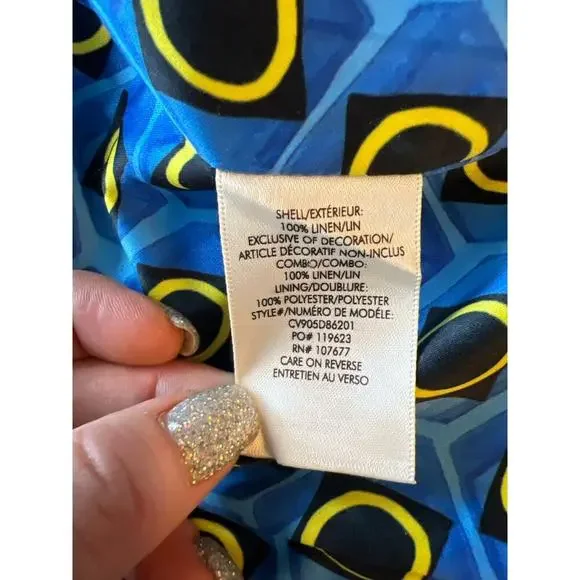 SHELL/EXTÉRIEUR:
100% LINEN/LIN
EXCLUSIVE OF DECORATION/
ARTICLE DÉCORATIF NON-INCLUS
COMBO/COMBO:
100% LINEN/LIN
LINING/DOUBLURE:
100% POLYESTER/POLYESTER
STYLE#/NUMÉRO DE MODÈLE:
CV905D86201
PO# 119623
RN# 107677
CARE ON REVERSE
ENTRETIEN AU VERSO